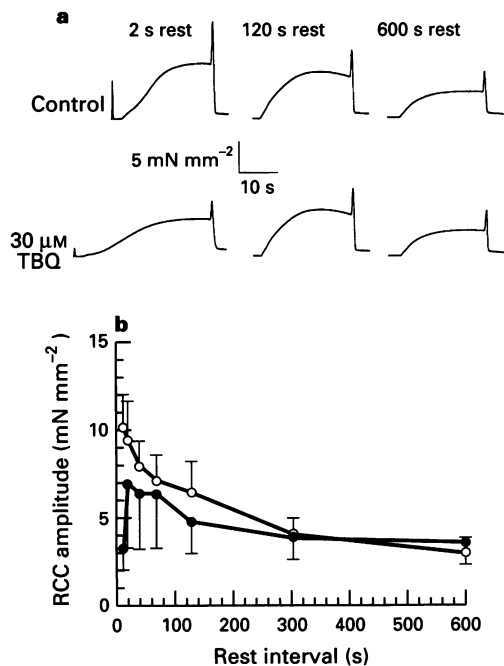 a
2 s rest 120 s rest 600 s rest
Control
5 mN mm⁻²
10 s
30 μM
TBQ
b
RCC amplitude (mN mm⁻²)
15
10
5
0
0 100 200 300 400 500 600
Rest interval (s)